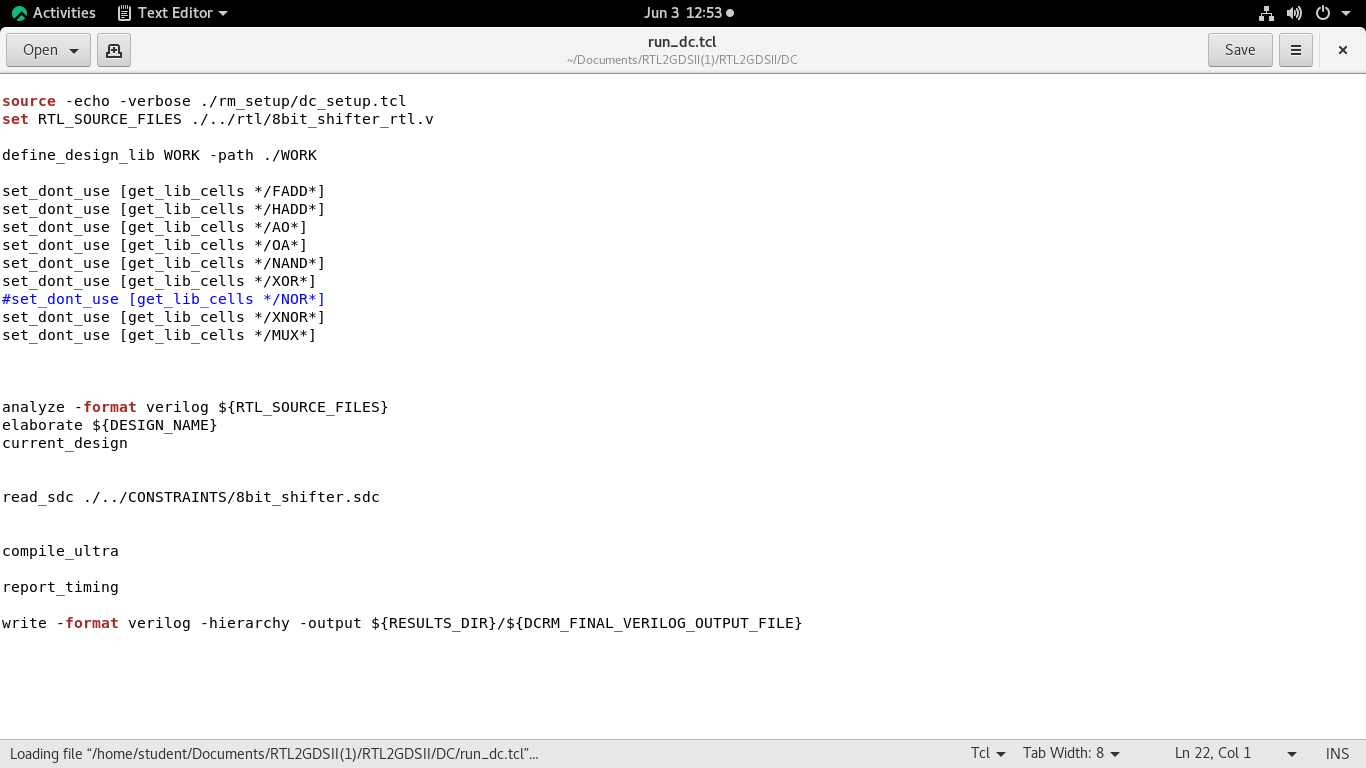 Activities Text Editor Jun 3 12:53
Open run_dc.tcl Save
~/Documents/RTL2GDSII(1)/RTL2GDSII/DC
source -echo -verbose ./rm_setup/dc_setup.tcl
set RTL_SOURCE_FILES ./../rtl/8bit_shifter_rtl.v
define_design_lib WORK -path ./WORK
set_dont_use [get_lib_cells */FADD*]
set_dont_use [get_lib_cells */HADD*]
set_dont_use [get_lib_cells */AO*]
set_dont_use [get_lib_cells */OA*]
set_dont_use [get_lib_cells */NAND*]
set_dont_use [get_lib_cells */XOR*]
#set_dont_use [get_lib_cells */NOR*]
set_dont_use [get_lib_cells */XNOR*]
set_dont_use [get_lib_cells */MUX*]
analyze -format verilog ${RTL_SOURCE_FILES}
elaborate ${DESIGN_NAME}
current_design
read_sdc ./../CONSTRAINTS/8bit_shifter.sdc
compile_ultra
report_timing
write -format verilog -hierarchy -output ${RESULTS_DIR}/${DCRM_FINAL_VERILOG_OUTPUT_FILE}
Loading file “/home/student/Documents/RTL2GDSII(1)/RTL2GDSII/DC/run_dc.tcl”... Tcl Tab Width: 8 Ln 22, Col 1 INS